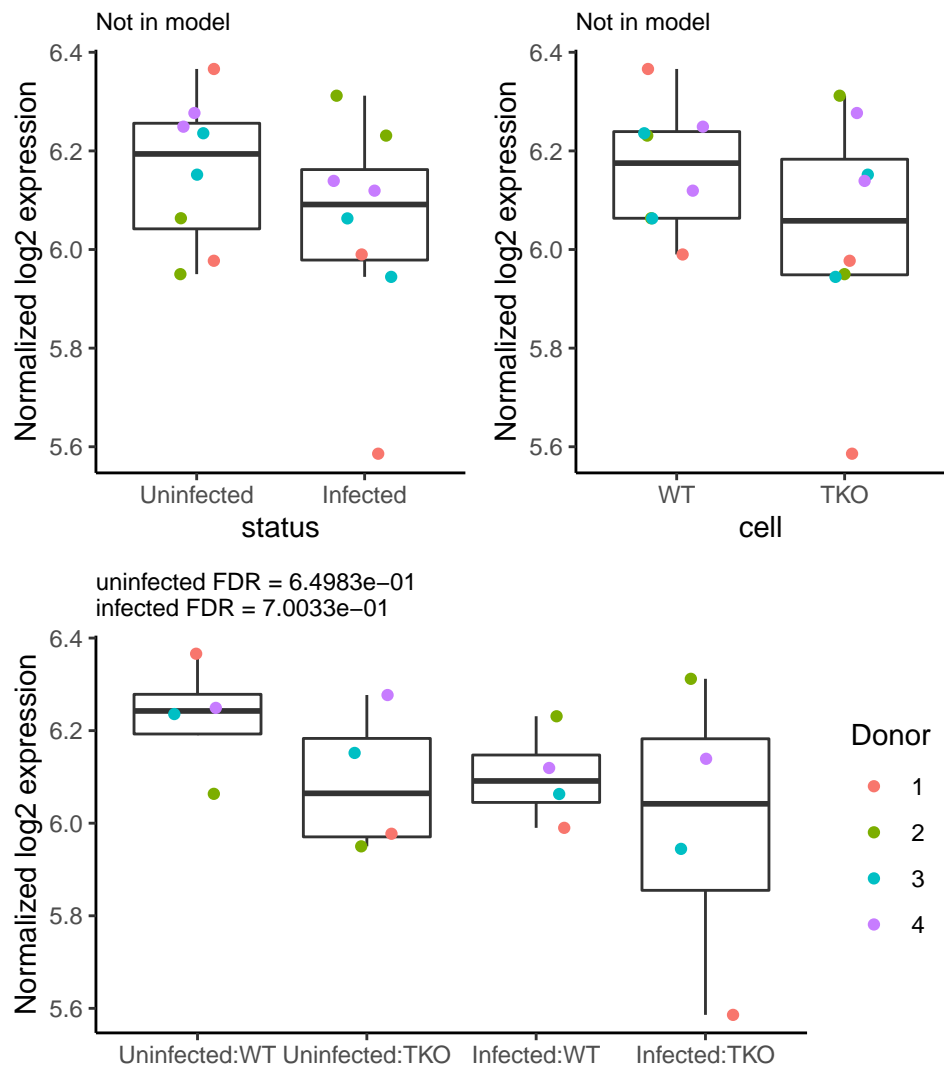 Not in model
6.4
6.2
6.0
5.8
5.6
Normalized log2 expression
Uninfected Infected
status
Not in model
6.4
6.2
6.0
5.8
5.6
Normalized log2 expression
WT TKO
cell
uninfected FDR = 6.4983e−01
infected FDR = 7.0033e−01
6.4
6.2
6.0
5.8
5.6
Normalized log2 expression
Uninfected:WT Uninfected:TKO Infected:WT Infected:TKO
Donor
1
2
3
4